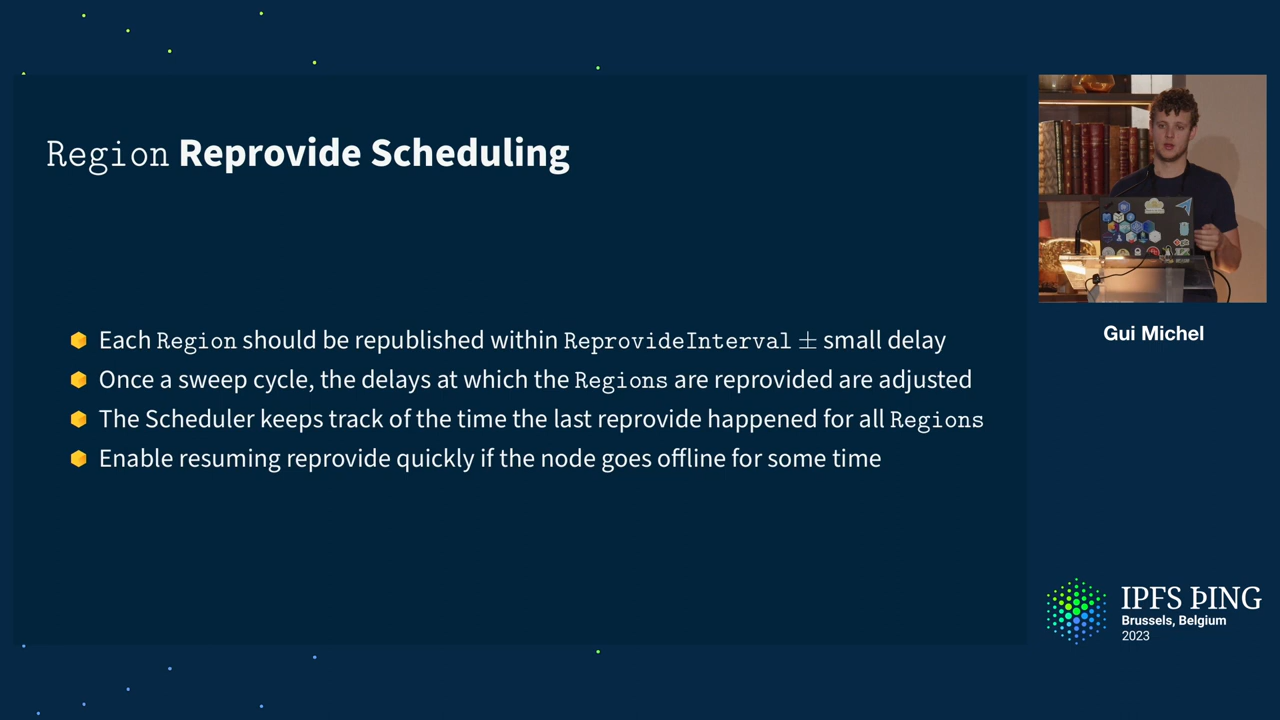 Region Reprovide Scheduling
Each Region should be republished within ReprovideInterval ± small delay
Once a sweep cycle, the delays at which the Regions are reprovided are adjusted
The Scheduler keeps track of the time the last reprovide happened for all Regions
Enable resuming reprovide quickly if the node goes offline for some time
Gui Michel
IPFS ÞING
Brussels, Belgium
2023